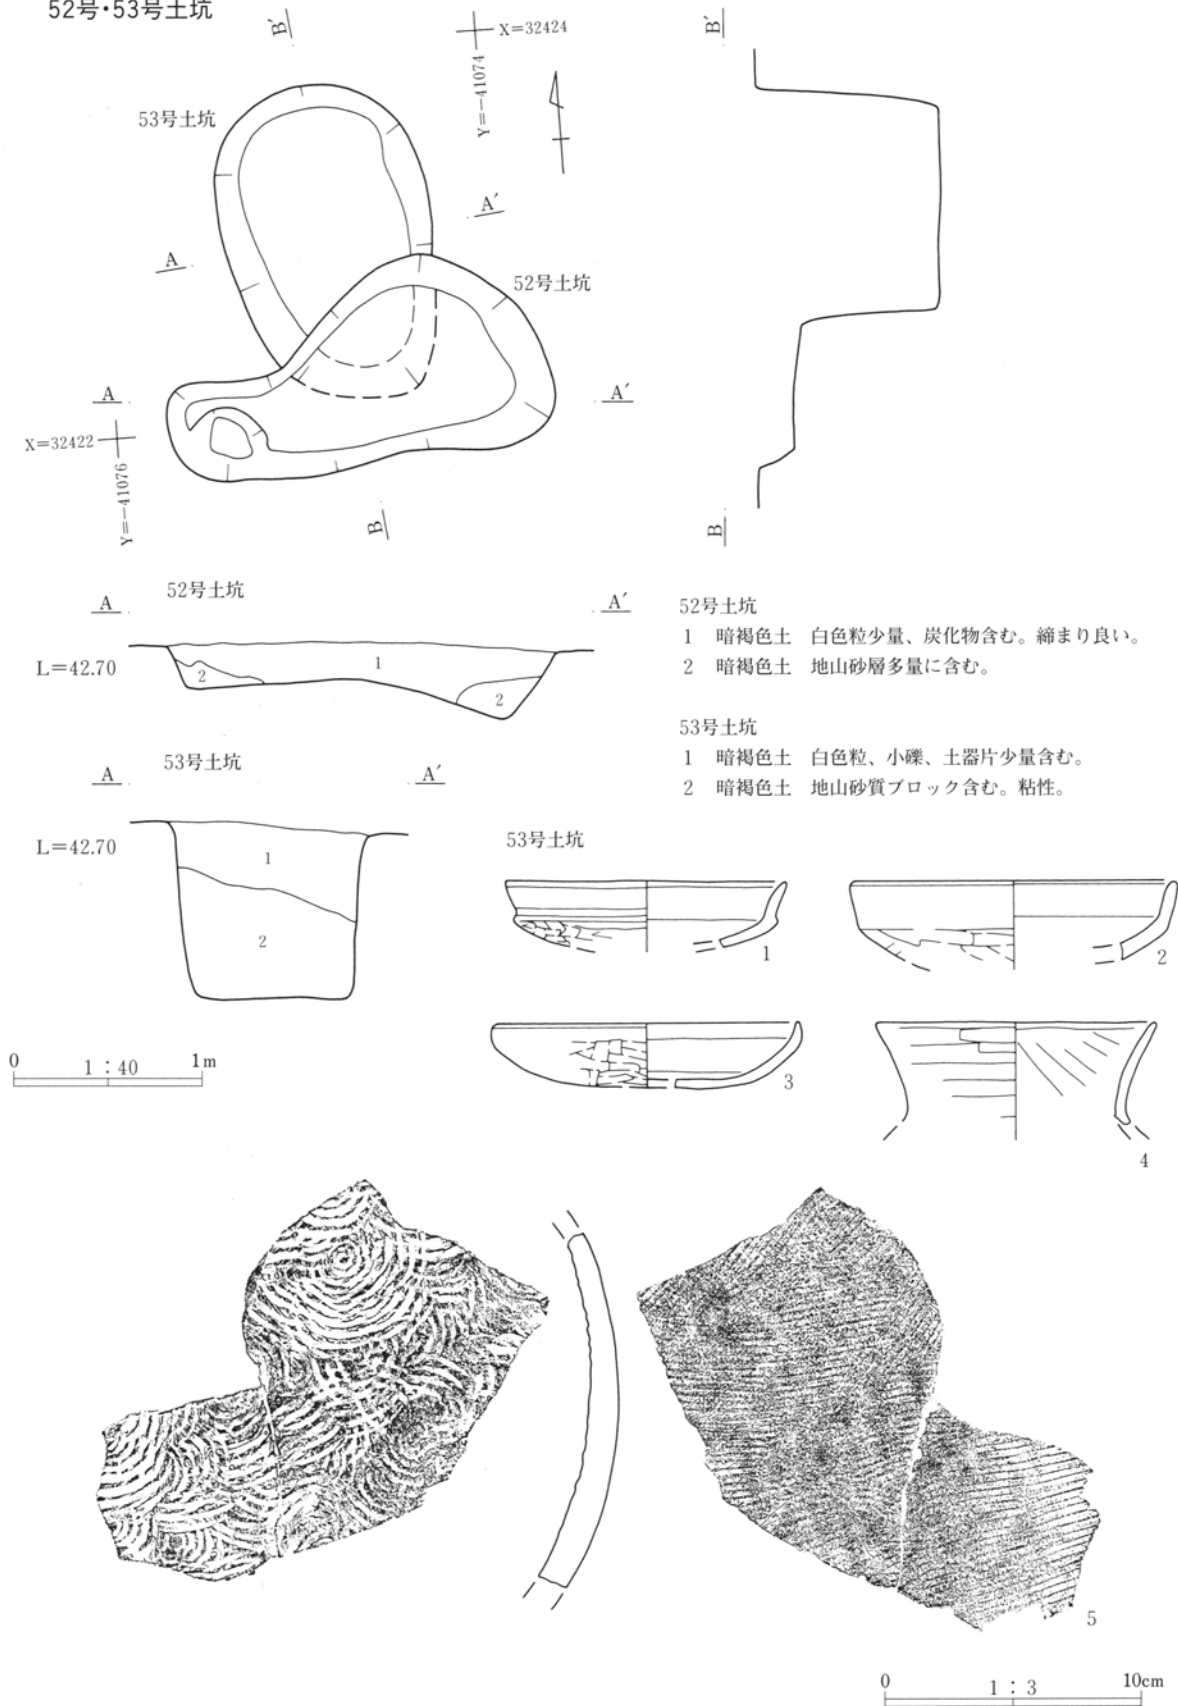 52号・53号土坑
B′
X=32424
Y=-41074
B′
53号土坑
A′
A
52号土坑
A
A′
X=32422
Y=-41076
B
B
52号土坑
A
A′
L=42.70
1
2
2
52号土坑
1 暗褐色土 白色粒少量、炭化物含む。締まり良い。
2 暗褐色土 地山砂層多量に含む。
53号土坑
1 暗褐色土 白色粒、小礫、土器片少量含む。
2 暗褐色土 地山砂質ブロック含む。粘性。
53号土坑
A
A′
L=42.70
1
2
0 1:40 1m
53号土坑
1
2
3
4
5
0 1:3 10cm